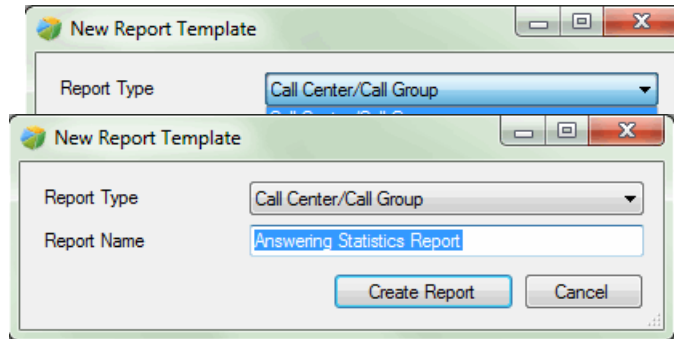 New Report Template
Report Type Call Center/Call Group
New Report Template
Report Type Call Center/Call Group
Report Name Answering Statistics Report
Create Report Cancel